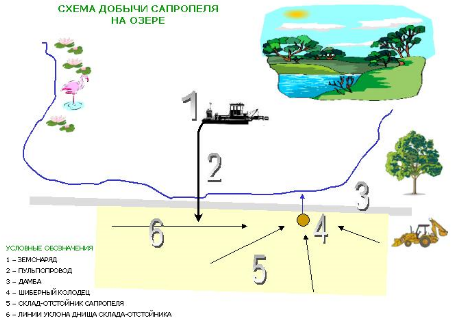 СХЕМА ДОБЫЧИ САПРОПЕЛЯ
НА ОЗЕРЕ
1
2
3
4
5
6
УСЛОВНЫЕ ОБОЗНАЧЕНИЯ
1 – ЗЕМСНАРЯД
2 – ПУЛЬПОПРОВОД
3 – ДАМБА
4 – ШИБЕРНЫЙ КОЛОДЕЦ
5 – СКЛАД-ОТСТОЙНИК САПРОПЕЛЯ
6 – ЛИНИИ УКЛОНА ДНИЩА СКЛАДА-ОТСТОЙНИКА